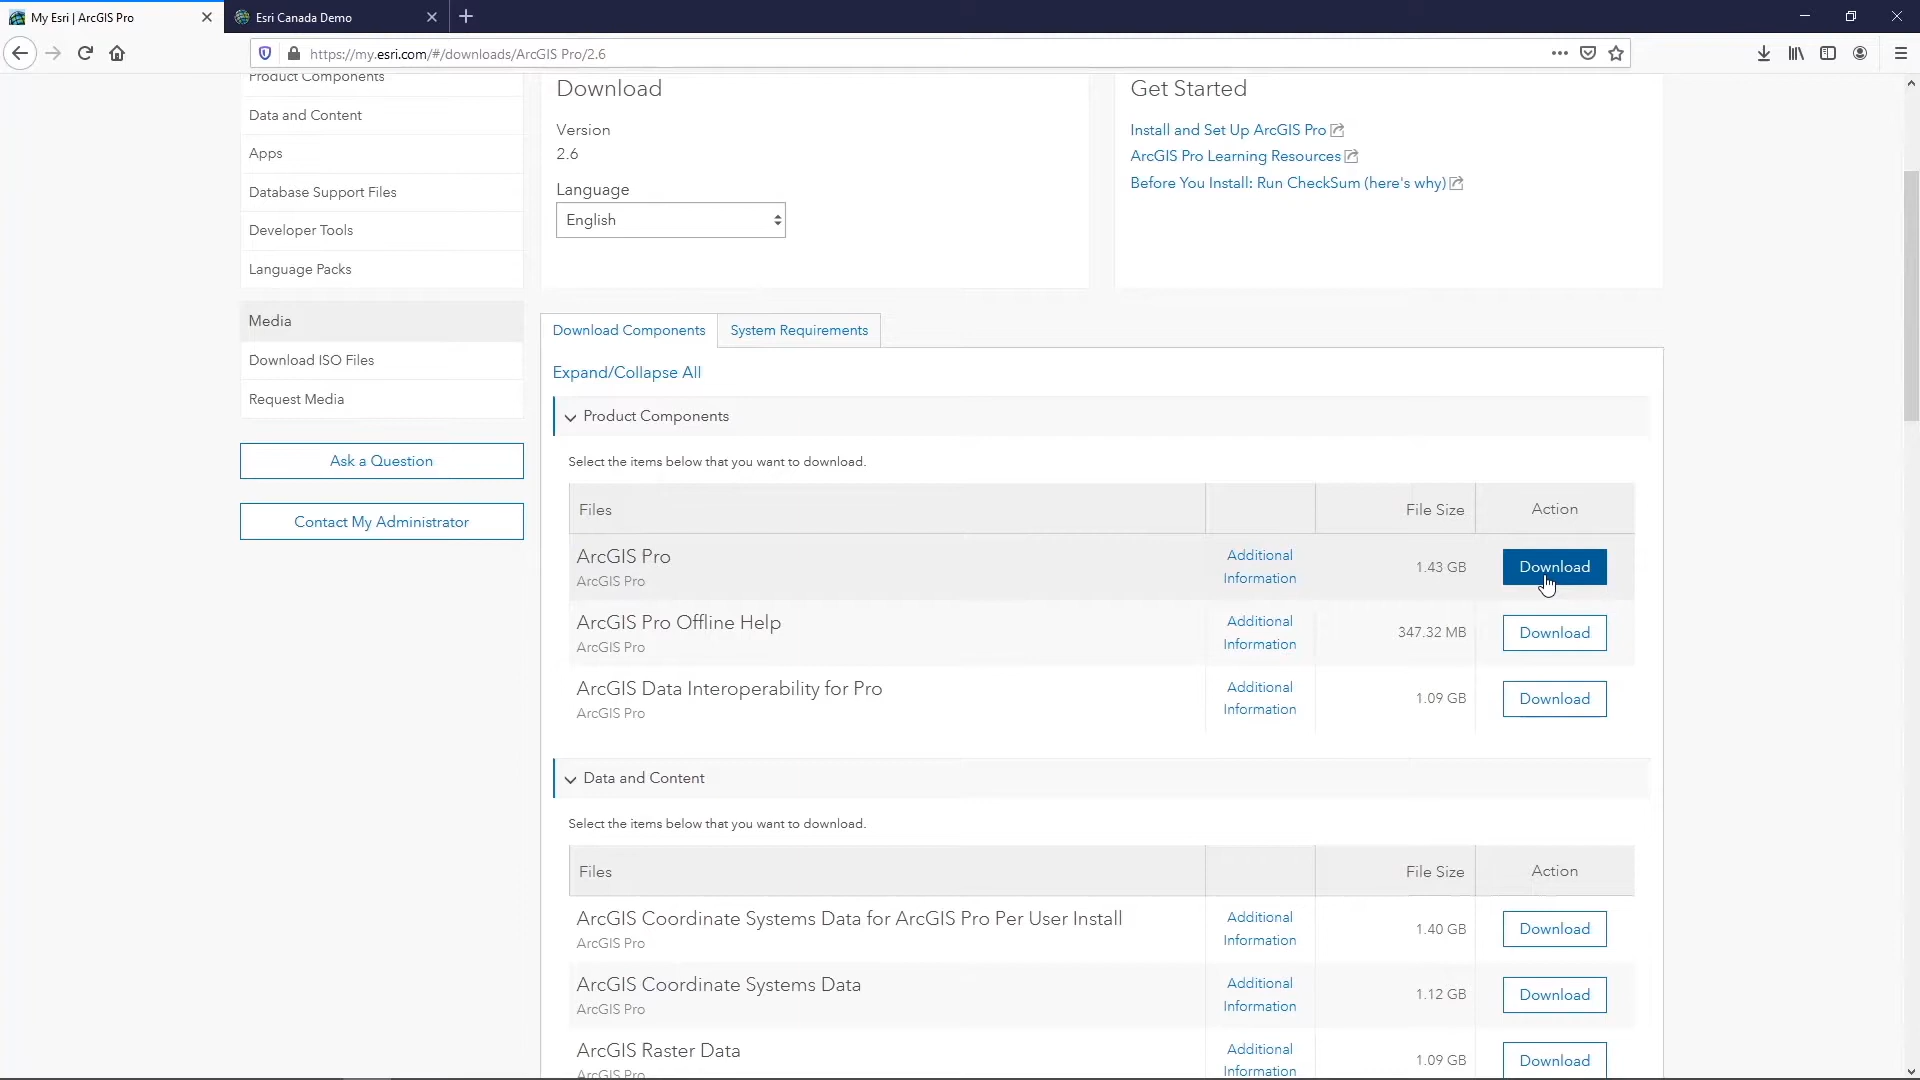 My Esri | ArcGIS Pro
Esri Canada Demo
https://my.esri.com/#/downloads/ArcGIS Pro/2.6
Product Components
Data and Content
Apps
Database Support Files
Developer Tools
Language Packs
Media
Download ISO Files
Request Media
Ask a Question
Contact My Administrator
Download
Version
2.6
Language
English
Get Started
Install and Set Up ArcGIS Pro
ArcGIS Pro Learning Resources
Before You Install: Run CheckSum (here's why)
Download Components
System Requirements
Expand/Collapse All
Product Components
Select the items below that you want to download.
Files File Size Action
ArcGIS Pro
ArcGIS Pro
Additional
Information
1.43 GB
Download
ArcGIS Pro Offline Help
ArcGIS Pro
Additional
Information
347.32 MB
Download
ArcGIS Data Interoperability for Pro
ArcGIS Pro
Additional
Information
1.09 GB
Download
Data and Content
Select the items below that you want to download.
Files File Size Action
ArcGIS Coordinate Systems Data for ArcGIS Pro Per User Install
ArcGIS Pro
Additional
Information
1.40 GB
Download
ArcGIS Coordinate Systems Data
ArcGIS Pro
Additional
Information
1.12 GB
Download
ArcGIS Raster Data
ArcGIS Pro
Additional
Information
1.09 GB
Download